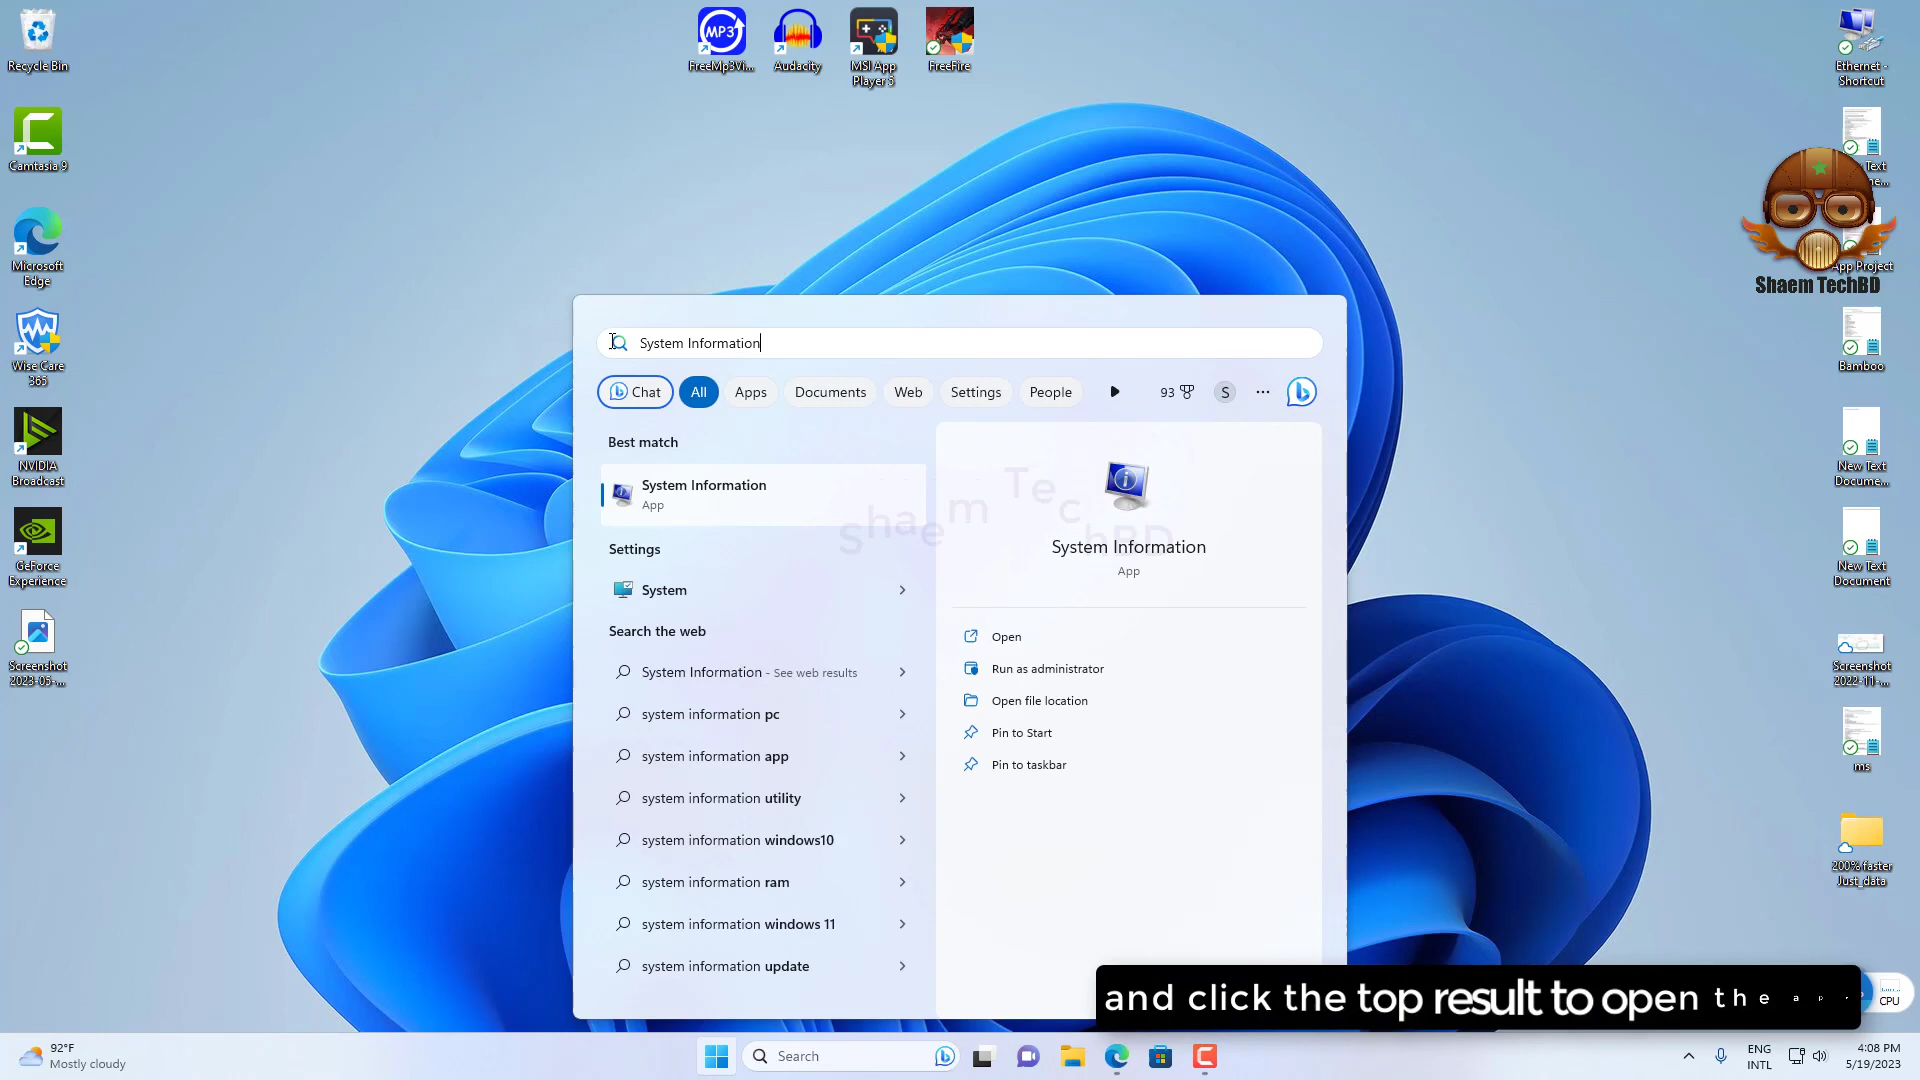 Recycle Bin
Camtasia 9
Microsoft
Edge
Wise Care
365
NVIDIA
Broadcast
GeForce
Experience
Screenshot
2023-05-...
MP3
FreeMp3Vi...
Audacity
MSI App
Player 5
FreeFire
Ethernet -
Shortcut
Text
App Project
Shaem TechBD
Bamboo
New Text
Docume...
New Text
Document
Screenshot
2022-11-...
ms
200% faster
Just_data
System Information
Chat
All
Apps
Documents
Web
Settings
People
93
S
Best match
System Information
App
Settings
System
Search the web
System Information - See web results
system information pc
system information app
system information utility
system information windows10
system information ram
system information windows 11
system information update
Shaem TechBD
System Information
App
Open
Run as administrator
Open file location
Pin to Start
Pin to taskbar
and click the top result to open the
CPU
92°F
Mostly cloudy
Search
ENG
INTL
4:08 PM
5/19/2023